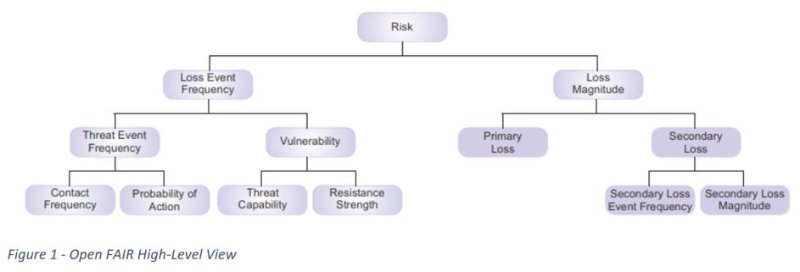 Risk
Loss Event
Frequency
Loss
Magnitude
Threat Event
Frequency
Vulnerability
Primary
Loss
Secondary
Loss
Contact
Frequency
Probability of
Action
Threat
Capability
Resistance
Strength
Secondary Loss
Event Frequency
Secondary Loss
Magnitude
Figure 1 - Open FAIR High-Level View